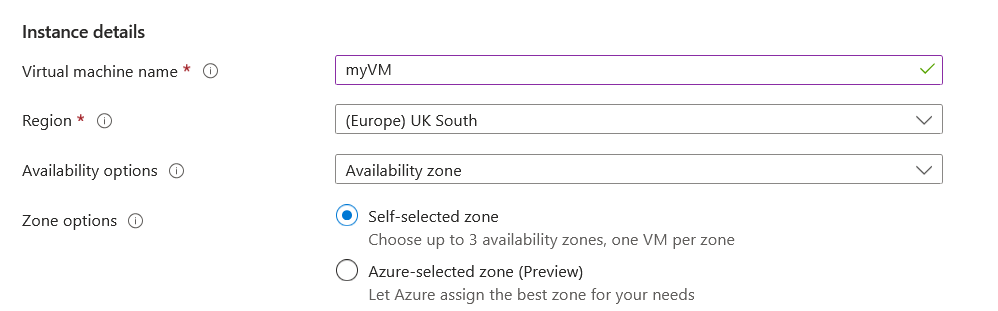 Instance details
Virtual machine name *
myVM
Region *
(Europe) UK South
Availability options
Availability zone
Zone options
Self-selected zone
Choose up to 3 availability zones, one VM per zone
Azure-selected zone (Preview)
Let Azure assign the best zone for your needs